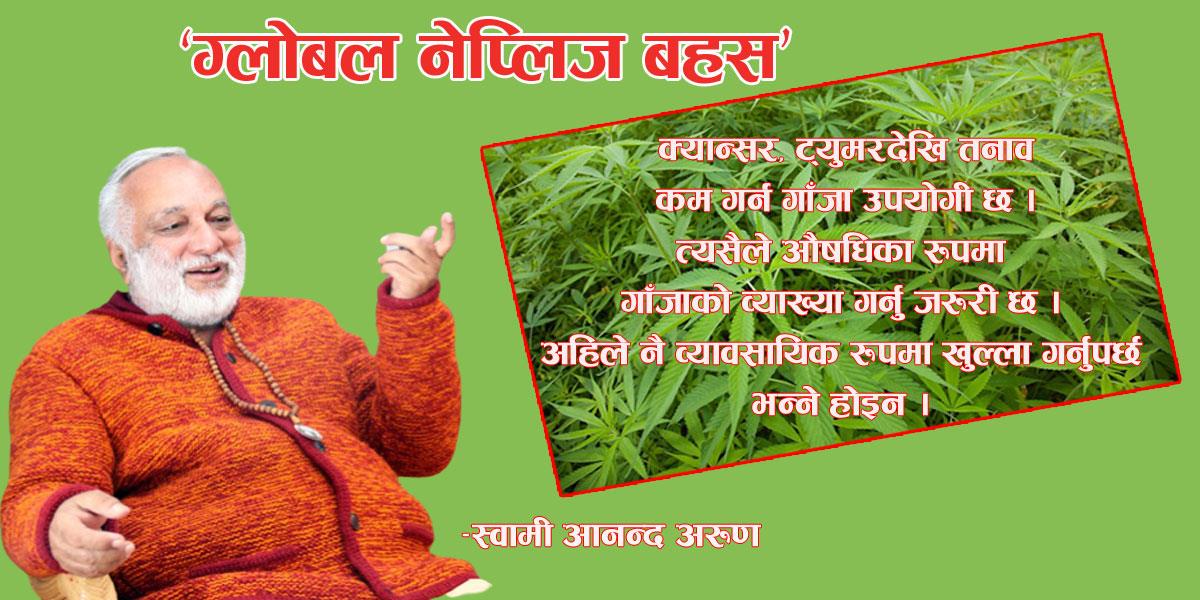 ‘ग्लोबल नेप्लिज बहस’
क्यान्सर, ट्युमरदेखि तनाव
कम गर्न गाँजा उपयोगी छ ।
त्यसैले औषधिका रुपमा
गाँजाको व्याख्या गर्नु जरुरी छ ।
अहिले नै व्यावसायिक रुपमा खुल्ला गर्नुपर्छ
भन्ने होइन ।
-स्वामी आनन्द अरुण